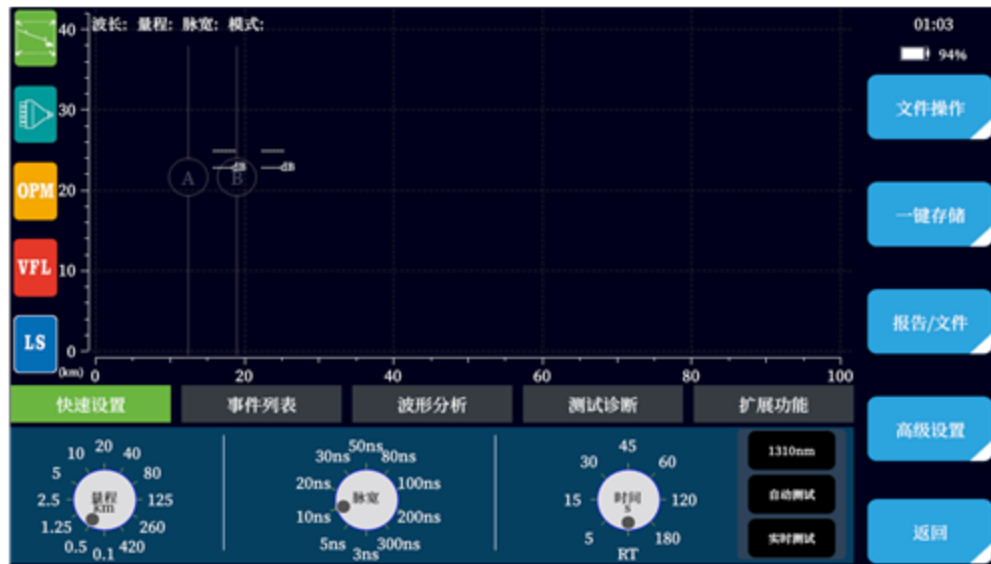 波长: 量程: 脉宽: 模式:
01:03
94%
40
30
20
10
0
A
B
dB
dB
OPM
VFL
LS
(km) 0 20 40 60 80 100
文件操作
一键存储
报告/文件
高级设置
返回
快速设置 事件列表 波形分析 测试诊断 扩展功能
量程
km
0.1 0.5 1.25 2.5 5 10 20 40 80 125 260 420
脉宽
3ns 5ns 10ns 20ns 30ns 50ns 80ns 100ns 200ns 300ns
时间
s
RT 5 15 30 45 60 120 180
1310nm
自动测试
实时测试